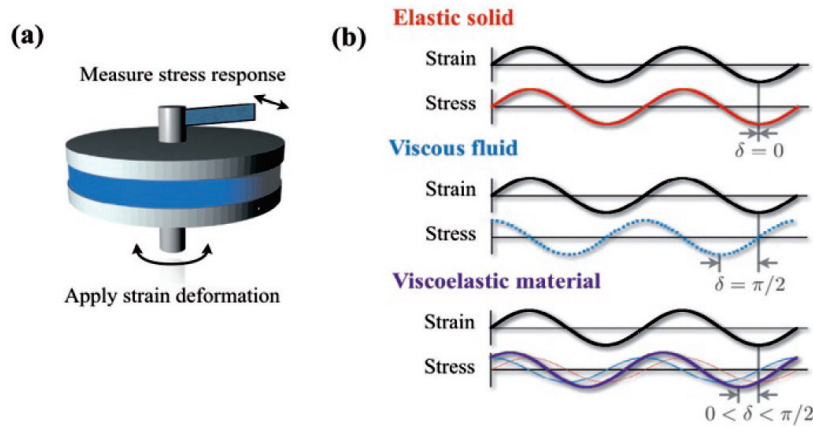 (a)
Measure stress response
Apply strain deformation
(b)
Elastic solid
Strain
Stress
δ = 0
Viscous fluid
Strain
Stress
δ = π/2
Viscoelastic material
Strain
Stress
0 < δ < π/2